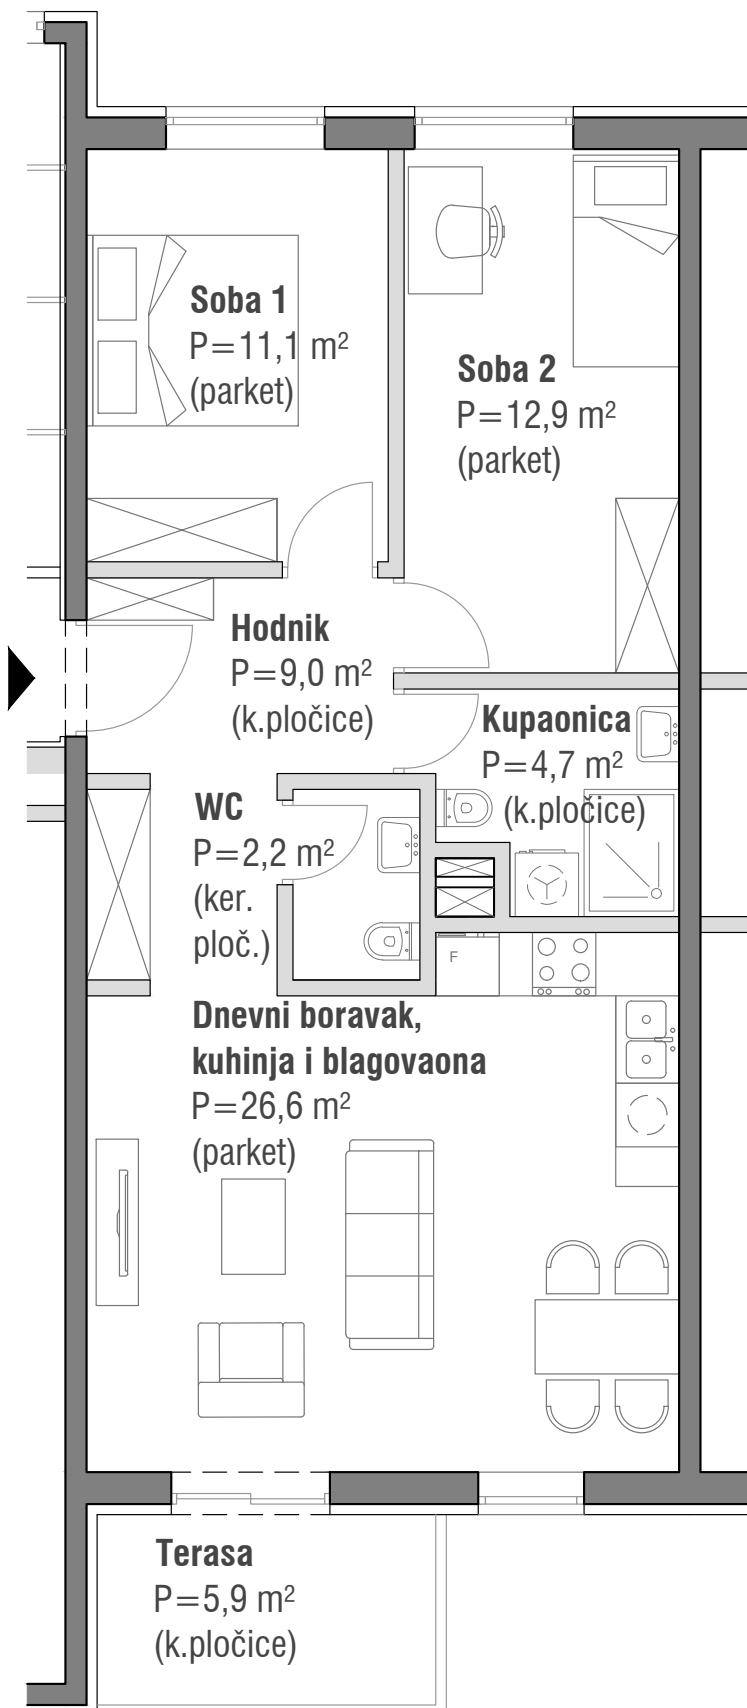 Soba 1
P=11,1 m²
(parket)
Soba 2
P=12,9 m²
(parket)
Hodnik
P=9,0 m²
(k.pločice)
Kupaonica
P=4,7 m²
(k.pločice)
WC
P=2,2 m²
(ker.
ploč.)
F
Dnevni boravak,
kuhinja i blagovaona
P=26,6 m²
(parket)
Terasa
P=5,9 m²
(k.pločice)